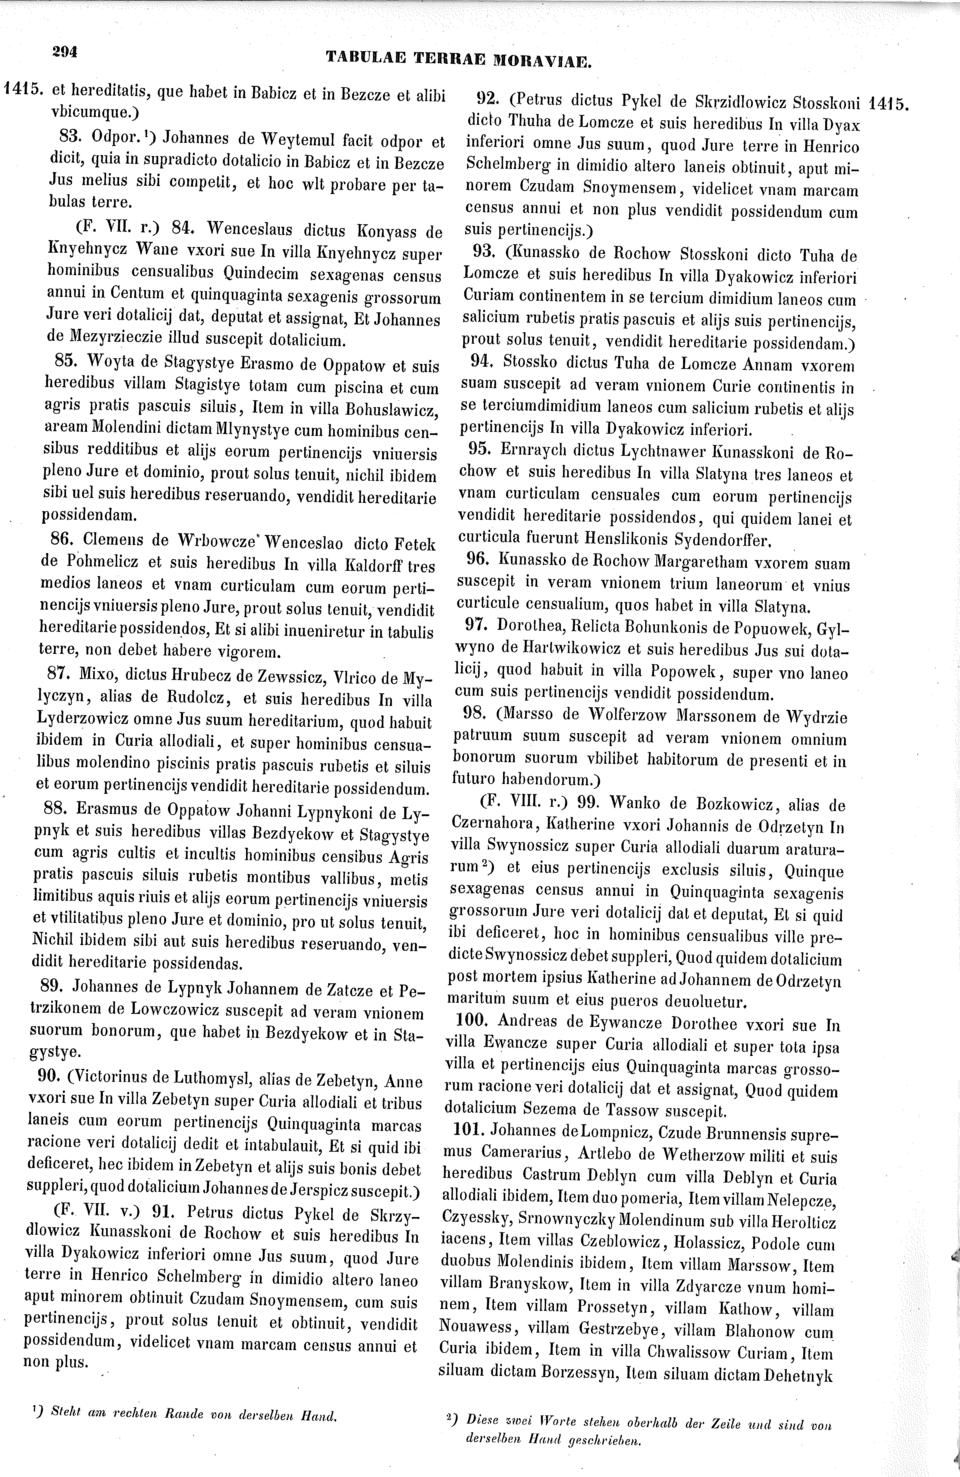 294
TABULAE TERRAE MORAVIAE.
1415. et hereditatis, que habet in Babicz et in Bezcze et alibi
vbicumque.)
83. Odpor. ¹) Johannes de Weytemul facit odpor et
dicit, quia in supradicto dotalicio in Babicz et in Bezcze
Jus melius sibi competit, et hoc wlt probare per ta-
bulas terre.
(F. VII. r.) 84. Wenceslaus dictus Konyass de
Knyehnycz Wane vxori sue In villa Knyehnycz super
hominibus censualibus Quindecim sexagenas census
annui in Centum et quinquaginta sexagenis grossorum
Jure veri dotalicij dat, deputat et assignat, Et Johannes
de Mezyrzieczie illud suscepit dotalicium.
85. Woyta de Stagystye Erasmo de Oppatow et suis
heredibus villam Stagistye totam cum piscina et cum
agris pratis pascuis siluis, Item in villa Bohuslawicz,
aream Molendini dictam Mlynystye cum hominibus cen-
sibus redditibus et alijs eorum pertinencijs vniuersis
pleno Jure et dominio, prout solus tenuit, nichil ibidem
sibi uel suis heredibus reseruando, vendidit hereditarie
possidendam.
86. Clemens de Wrbowcze Wenceslao dicto Fetek
de Pohmelicz et suis heredibus In villa Kaldorff tres
medios laneos et vnam curticulam cum eorum perti-
nencijs vniuersis pleno Jure, prout solus tenuit, vendidit
hereditarie possidendos, Et si alibi inueniretur in tabulis
terre, non debet habere vigorem.
87. Mixo, dictus Hrubecz de Zewssicz, Vlrico de My-
lyczyn, alias de Rudolcz, et suis heredibus In villa
Lyderzowicz omne Jus suum hereditarium, quod habuit
ibidem in Curia allodiali, et super hominibus censua-
libus molendino piscinis pratis pascuis rubetis et siluis
et eorum pertinencijs vendidit hereditarie possidendum.
88. Erasmus de Oppatow Johanni Lypnykoni de Ly-
pnyk et suis heredibus villas Bezdyekow et Stagystye
cum agris cultis et incultis hominibus censibus Agris
pratis pascuis siluis rubetis montibus vallibus, metis
limitibus aquis riuis et alijs eorum pertinencijs vniuersis
et vtilitatibus pleno Jure et dominio, pro ut solus tenuit,
Nichil ibidem sibi aut suis heredibus reseruando, ven-
didit hereditarie possidendas.
89. Johannes de Lypnyk Johannem de Zatcze et Pe-
trzikonem de Lowczowicz suscepit ad veram vnionem
suorum bonorum, que habet in Bezdyekow et in Sta-
gystye.
90. (Victorinus de Luthomysl, alias de Zebetyn, Anne
vxori sue In villa Zebetyn super Curia allodiali et tribus
laneis cum eorum pertinencijs Quinquaginta marcas
racione veri dotalicij dedit et intabulauit, Et si quid ibi
deficeret, hec ibidem in Zebetyn et alijs suis bonis debet
suppleri, quod dotalicium Johannes de Jerspicz suscepit.)
(F. VII. v.) 91. Petrus dictus Pykel de Skrzy-
dlowicz Kunasskoni de Rochow et suis heredibus In
villa Dyakowicz inferiori omne Jus suum, quod Jure
terre in Henrico Schelmberg in dimidio altero laneo
aput minorem obtinuit Czudam Snoymensem, cum suis
pertinencijs, prout solus tenuit et obtinuit, vendidit
possidendum, videlicet vnam marcam census annui et
non plus.
¹) Steht am rechten Rande von derselben Hand.
92. (Petrus dictus Pykel de Skrzidlowicz Stosskoni 1415.
dicto Thuha de Lomcze et suis heredibus In villa Dyax
inferiori omne Jus suum, quod Jure terre in Henrico
Schelmberg in dimidio altero laneis obtinuit, aput mi-
norem Czudam Snoymensem, videlicet vnam marcam
census annui et non plus vendidit possidendum cum
suis pertinencijs.)
93. (Kunassko de Rochow Stosskoni dicto Tuha de
Lomcze et suis heredibus In villa Dyakowicz inferiori
Curiam continentem in se tercium dimidium laneos cum
salicium rubetis pratis pascuis et alijs suis pertinencijs,
prout solus tenuit, vendidit hereditarie possidendam.)
94. Stossko dictus Tuha de Lomcze Annam vxorem
suam suscepit ad veram vnionem Curie continentis in
se terciumdimidium laneos cum salicium rubetis et alijs
pertinencijs In villa Dyakowicz inferiori.
95. Ernraych dictus Lychtnawer Kunasskoni de Ro-
chow et suis heredibus In villa Slatyna tres laneos et
vnam curticulam censuales cum eorum pertinencijs
vendidit hereditarie possidendos, qui quidem lanei et
curticula fuerunt Henslikonis Sydendorffer.
96. Kunassko de Rochow Margaretham vxorem suam
suscepit in veram vnionem trium laneorum et vnius
curticule censualium, quos habet in villa Slatyna.
97. Dorothea, Relicta Bohunkonis de Popuowek, Gyl-
wyno de Hartwikowicz et suis heredibus Jus sui dota-
licij, quod habuit in villa Popowek, super vno laneo
cum suis pertinencijs vendidit possidendum.
98. (Marsso de Wolferzow Marssonem de Wydrzie
patruum suum suscepit ad veram vnionem omnium
bonorum suorum vbilibet habitorum de presenti et in
futuro habendorum.)
(F. VIII. r.) 99. Wanko de Bozkowicz, alias de
Czernahora, Katherine vxori Johannis de Odrzetyn In
villa Swynossicz super Curia allodiali duarum aratura-
rum ²) et eius pertinencijs exclusis siluis, Quinque
sexagenas census annui in Quinquaginta sexagenis
grossorum Jure veri dotalicij dat et deputat, Et si quid
ibi deficeret, hoc in hominibus censualibus ville pre-
dicte Swynossicz debet suppleri, Quod quidem dotalicium
post mortem ipsius Katherine ad Johannem de Odrzetyn
maritum suum et eius pueros deuoluetur.
100. Andreas de Eywancze Dorothee vxori sue In
villa Ewancze super Curia allodiali et super tota ipsa
villa et pertinencijs eius Quinquaginta marcas grosso-
rum racione veri dotalicij dat et assignat, Quod quidem
dotalicium Sezema de Tassow suscepit.
101. Johannes de Lompnicz, Czude Brunnensis supre-
mus Camerarius, Artlebo de Wetherzow militi et suis
heredibus Castrum Deblyn cum villa Deblyn et Curia
allodiali ibidem, Item duo pomeria, Item villam Nelepcze,
Czyessky, Srnownyczky Molendinum sub villa Herolticz
iacens, Item villas Czeblowicz, Holassicz, Podole cum
duobus Molendinis ibidem, Item villam Marssow, Item
villam Branyskow, Item in villa Zdyarcze vnum homi-
nem, Item villam Prossetyn, villam Kathow, villam
Nouawess, villam Gestrzebye, villam Blahonow cum
Curia ibidem, Item in villa Chwalissow Curiam, Item
siluam dictam Borzessyn, Item siluam dictam Dehetnyk
²) Diese zwei Worte stehen oberhalb der Zeile und sind von
derselben Hand geschrieben.